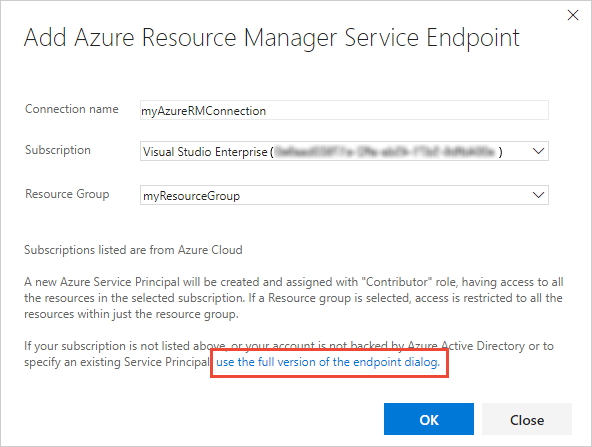 Add Azure Resource Manager Service Endpoint
Connection name
myAzureRMConnection
Subscription
Visual Studio Enterprise ( )
Resource Group
myResourceGroup
Subscriptions listed are from Azure Cloud
A new Azure Service Principal will be created and assigned with "Contributor" role, having access to all
the resources in the selected subscription. If a Resource group is selected, access is restricted to all the
resources within just the resource group.
If your subscription is not listed above, or your account is not backed by Azure Active Directory or to
specify an existing Service Principal, use the full version of the endpoint dialog.
OK
Close